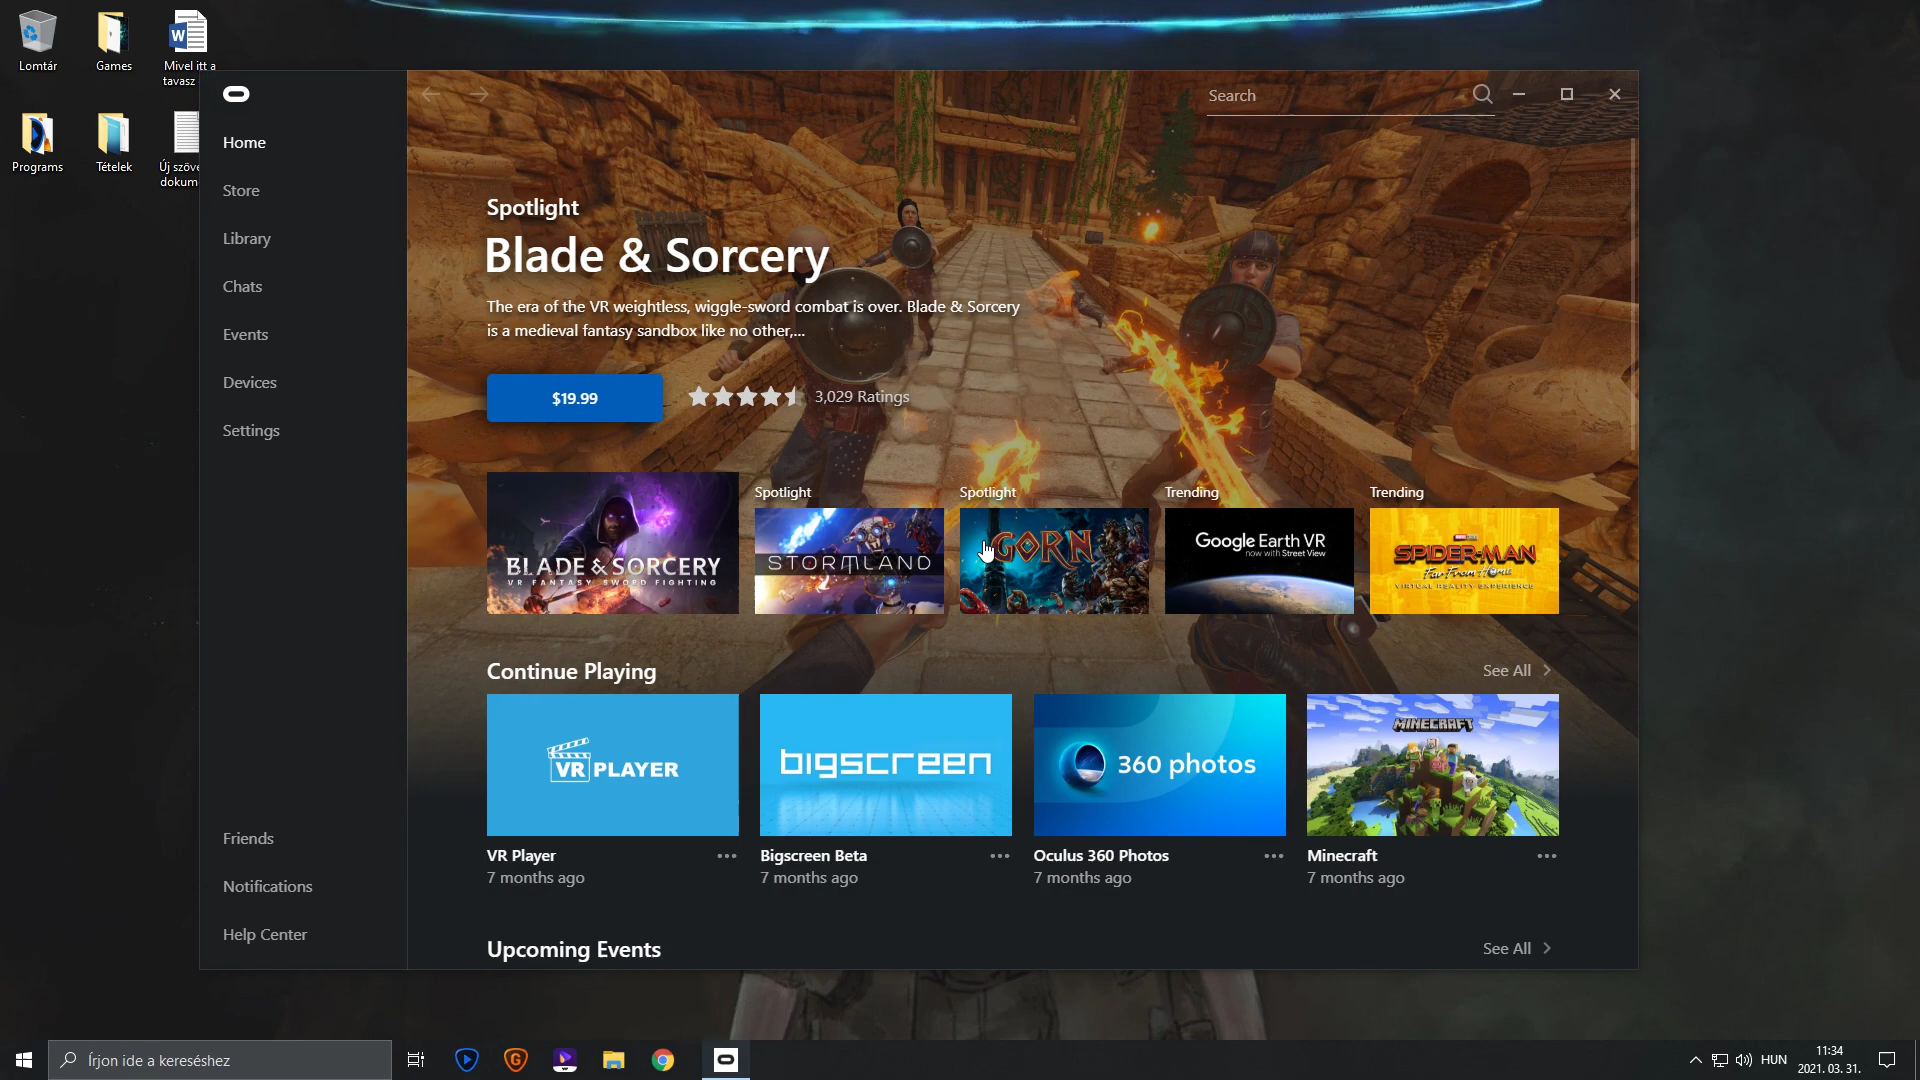 Lomtár
Games
Mivel itt a
tavasz
Programs
Tételek
Új szöve
dokum
Home
Store
Library
Chats
Events
Devices
Settings
Friends
Notifications
Help Center
Search
Spotlight
Blade & Sorcery
The era of the VR weightless, wiggle-sword combat is over. Blade & Sorcery
is a medieval fantasy sandbox like no other,...
$19.99
3,029 Ratings
BLADE & SORCERY
VR FANTASY SWORD FIGHTING
Spotlight
STORMLAND
Spotlight
GORN
Trending
Google Earth VR
now with Street View
Trending
SPIDER-MAN
Far From Home
VIRTUAL REALITY EXPERIENCE
Continue Playing
See All
VR PLAYER
bigscreen
360 photos
MINECRAFT
VR Player
7 months ago
Bigscreen Beta
7 months ago
Oculus 360 Photos
7 months ago
Minecraft
7 months ago
Upcoming Events
See All
Írjon ide a kereséshez
HUN
11:34
2021. 03. 31.